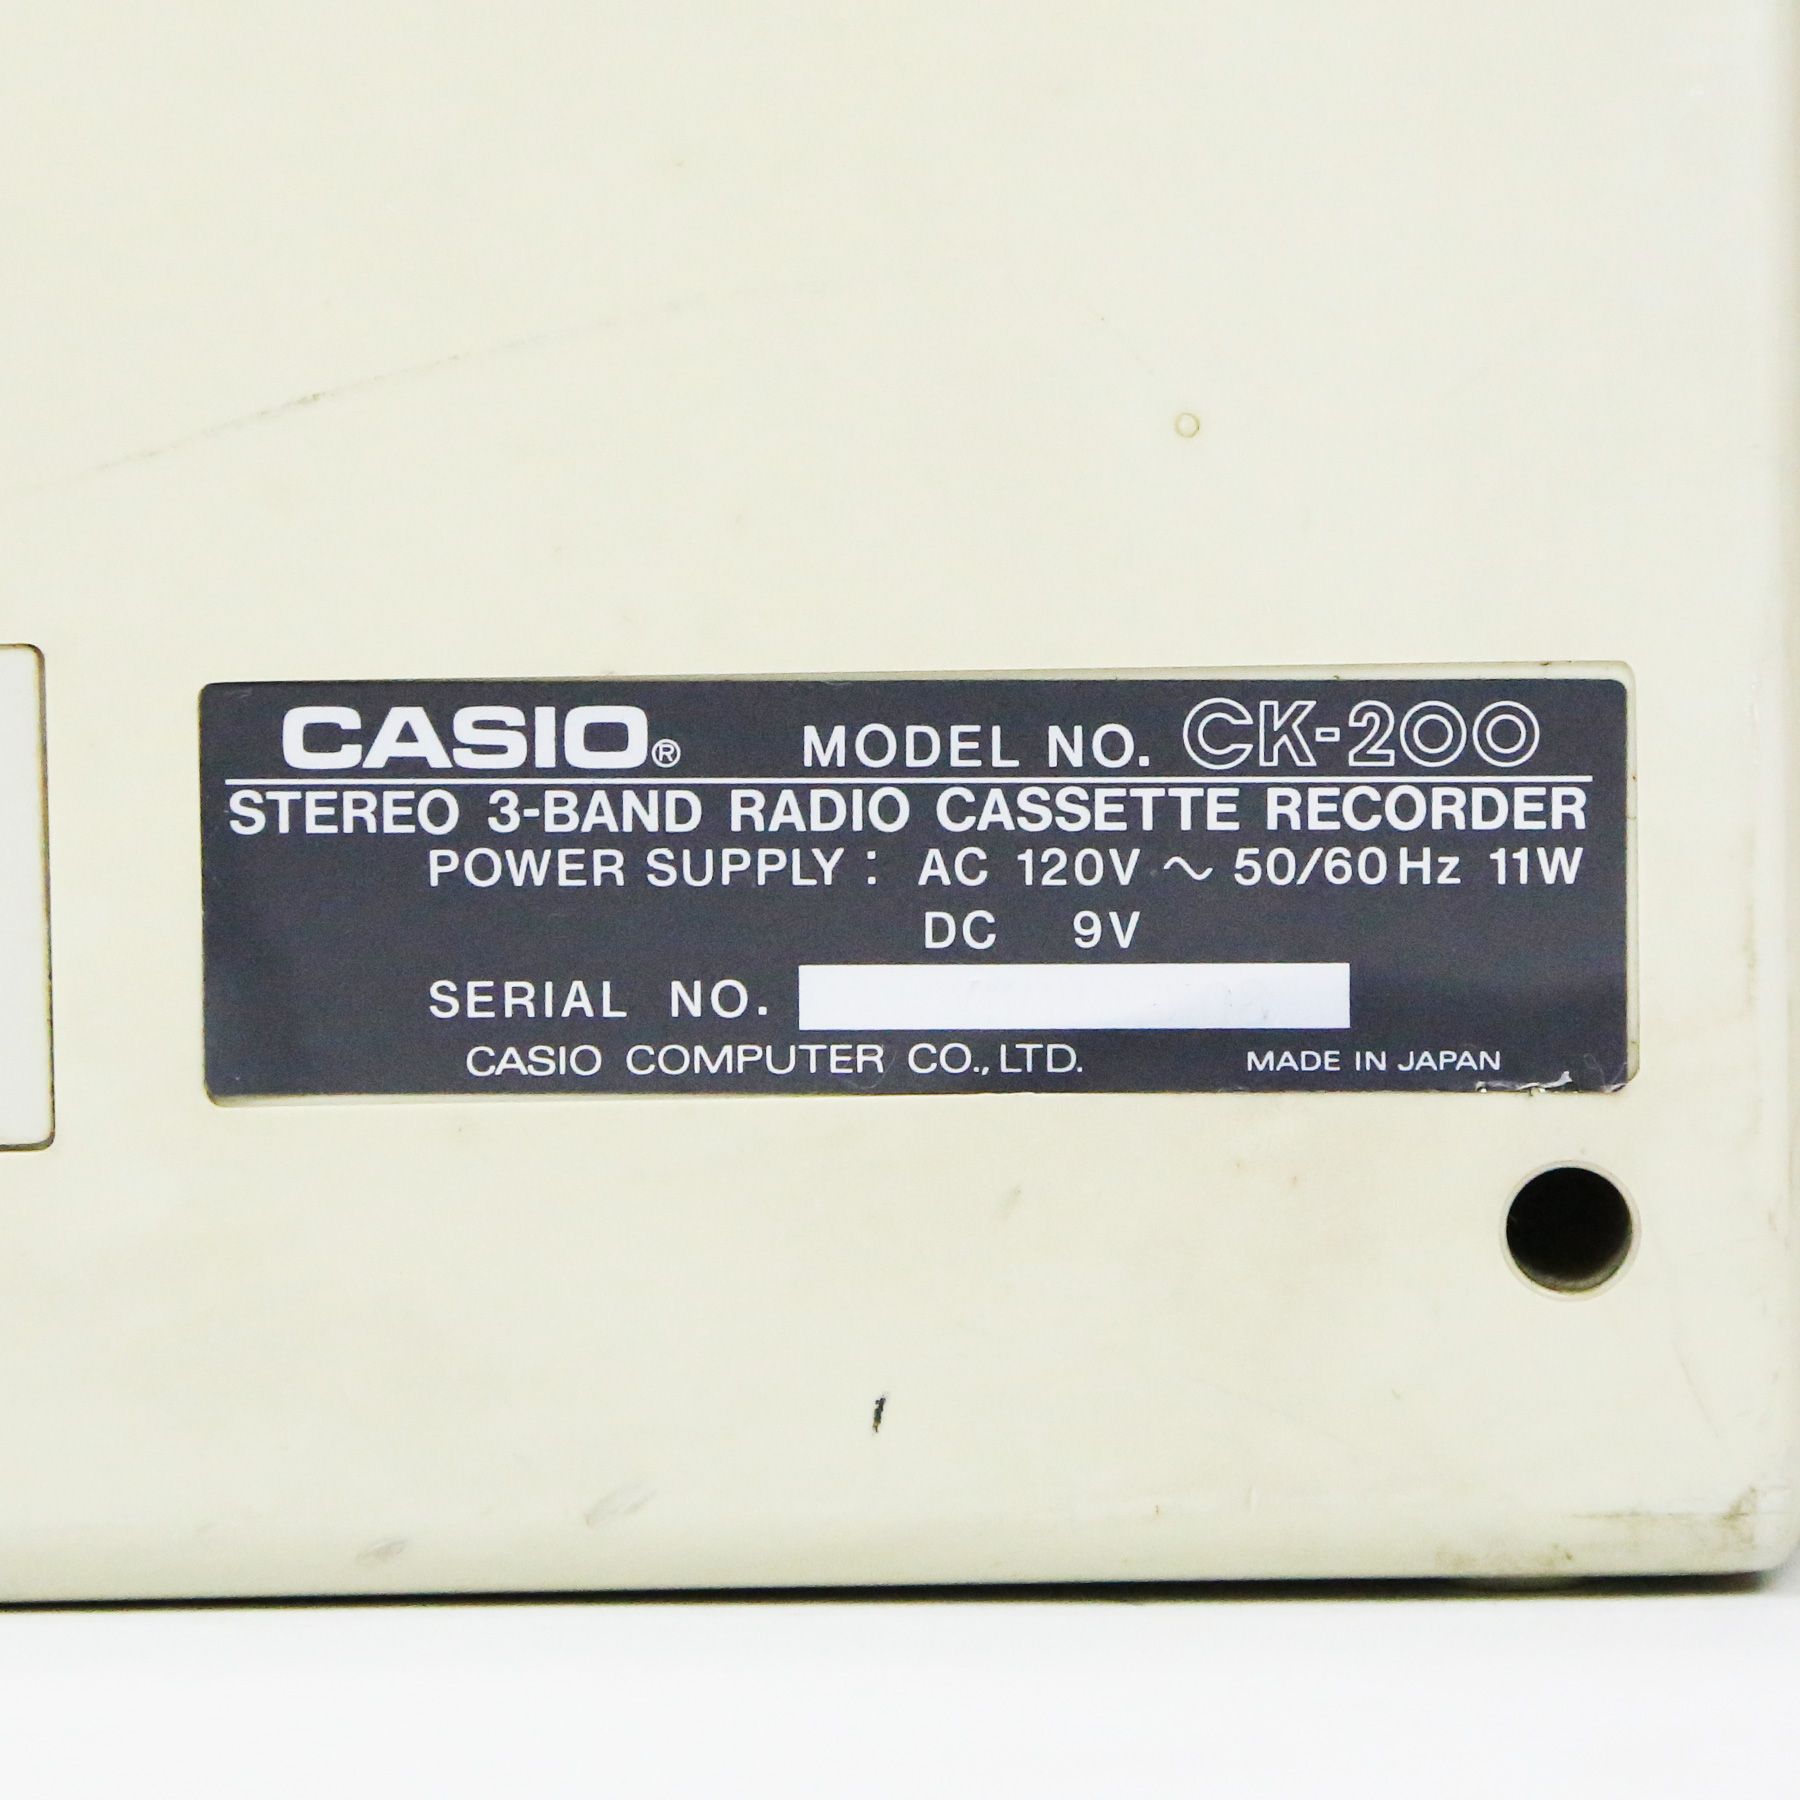 CASIO® MODEL NO. CK-200
STEREO 3-BAND RADIO CASSETTE RECORDER
POWER SUPPLY : AC 120V ~ 50/60Hz 11W
DC 9V
SERIAL NO.
CASIO COMPUTER CO., LTD. MADE IN JAPAN